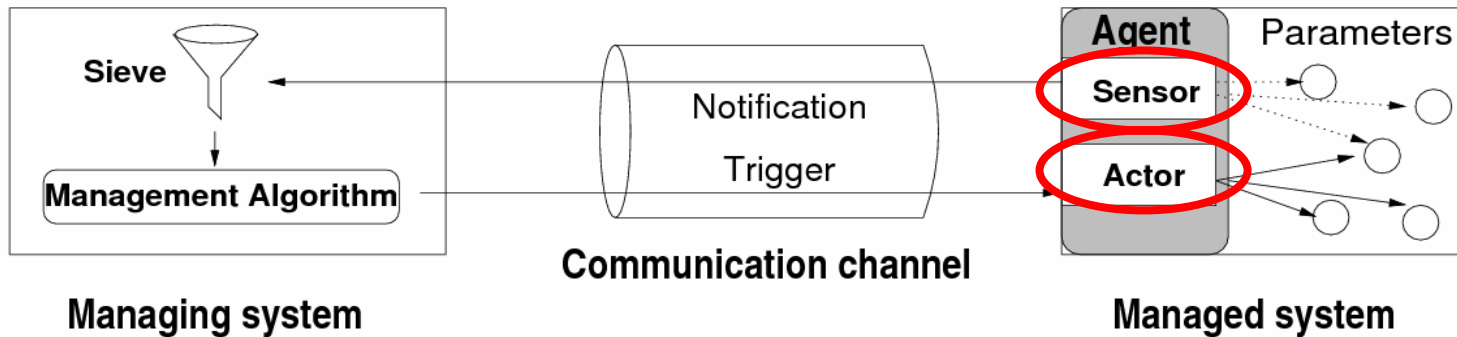 Sieve
Management Algorithm
Managing system
Notification
Trigger
Communication channel
Agent
Parameters
Sensor
Actor
Managed system